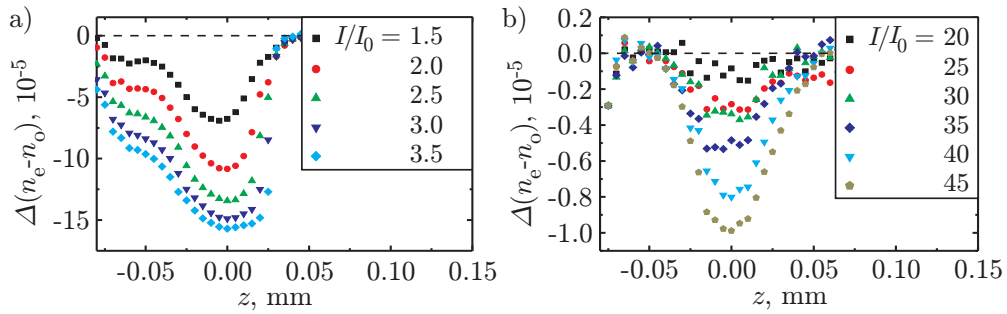 a)
Δ(nₑ-nₒ), 10⁻⁵
0
-5
-10
-15
-0.05 0.00 0.05 0.10 0.15
z, mm
I/I₀ = 1.5
2.0
2.5
3.0
3.5
b)
Δ(nₑ-nₒ), 10⁻⁵
0.2
0.0
-0.2
-0.4
-0.6
-0.8
-1.0
-0.05 0.00 0.05 0.10 0.15
z, mm
I/I₀ = 20
25
30
35
40
45